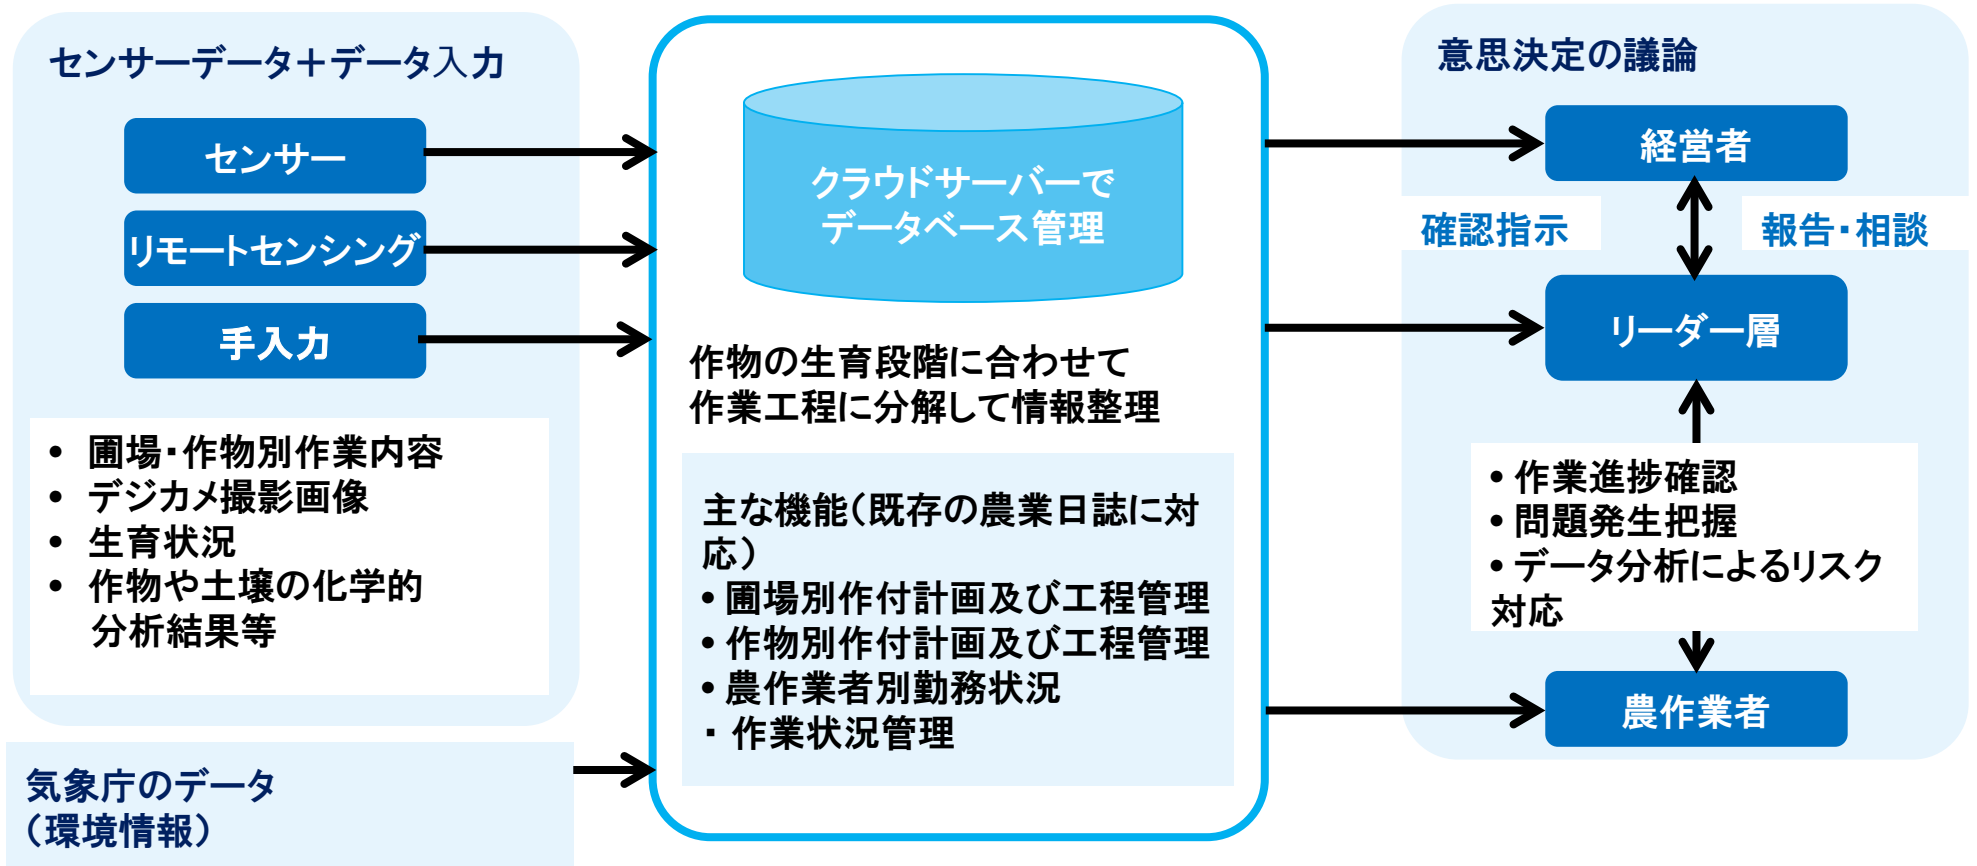 センサーデータ＋データ入力
センサー
リモートセンシング
手入力
• 圃場・作物別作業内容
• デジカメ撮影画像
• 生育状況
• 作物や土壌の化学的
分析結果等
気象庁のデータ
（環境情報）
クラウドサーバーで
データベース管理
作物の生育段階に合わせて
作業工程に分解して情報整理
主な機能（既存の農業日誌に対
応）
• 圃場別作付計画及び工程管理
• 作物別作付計画及び工程管理
• 農作業者別勤務状況
・ 作業状況管理
意思決定の議論
経営者
確認指示
報告・相談
リーダー層
• 作業進捗確認
• 問題発生把握
• データ分析によるリスク
対応
農作業者